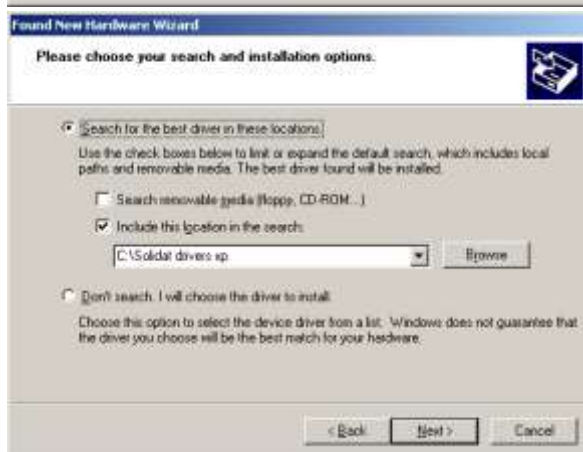 Found New Hardware Wizard
Please choose your search and installation options.
Search for the best driver in these locations.
Use the check boxes below to limit or expand the default search, which includes local
paths and removable media. The best driver found will be installed.
Search removable media (floppy, CD-ROM...)
Include this location in the search:
C:\Solidat drivers xp
Browse
Don't search. I will choose the driver to install.
Choose this option to select the device driver from a list. Windows does not guarantee that
the driver you choose will be the best match for your hardware.
< Back
Next >
Cancel